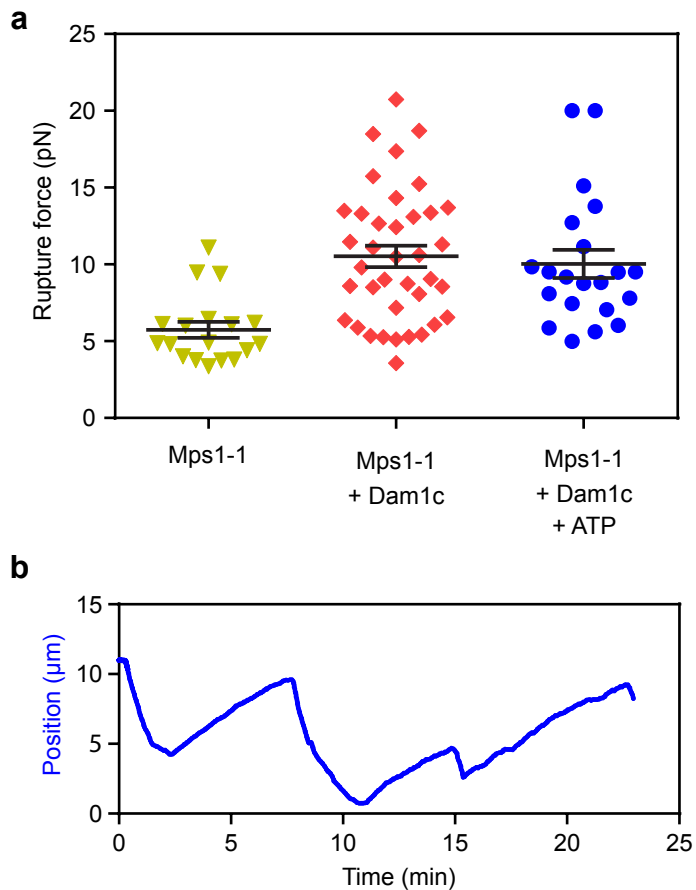 a
Rupture force (pN)
25
20
15
10
5
0
Mps1-1
Mps1-1
+ Dam1c
Mps1-1
+ Dam1c
+ ATP
b
Position (µm)
15
10
5
0
0 5 10 15 20 25
Time (min)